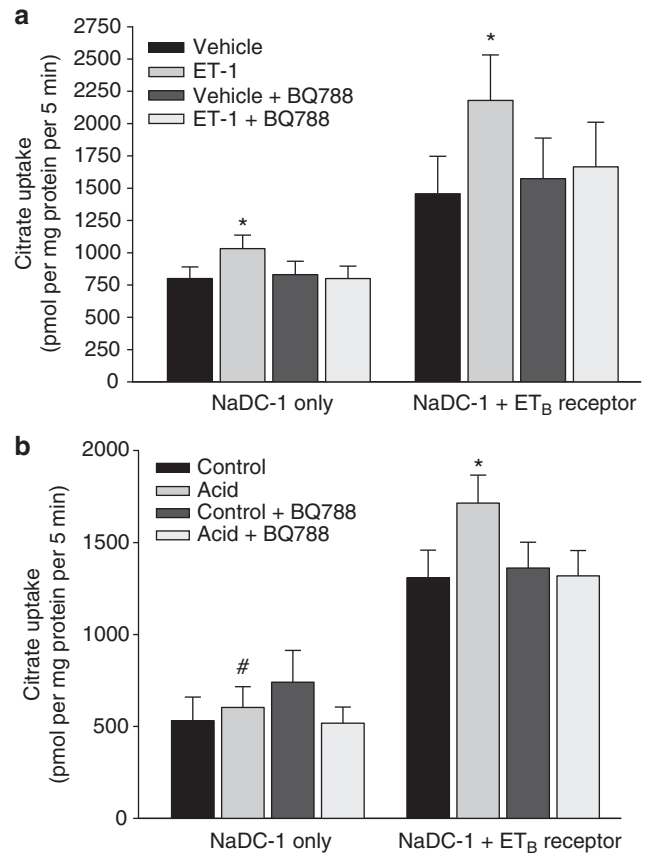 a
Citrate uptake
(pmol per mg protein per 5 min)
2750
2500
2250
2000
1750
1500
1250
1000
750
500
250
0
Vehicle
ET-1
Vehicle + BQ788
ET-1 + BQ788
*
*
NaDC-1 only
NaDC-1 + ETB receptor
b
Citrate uptake
(pmol per mg protein per 5 min)
2000
1500
1000
500
0
Control
Acid
Control + BQ788
Acid + BQ788
#
*
NaDC-1 only
NaDC-1 + ETB receptor